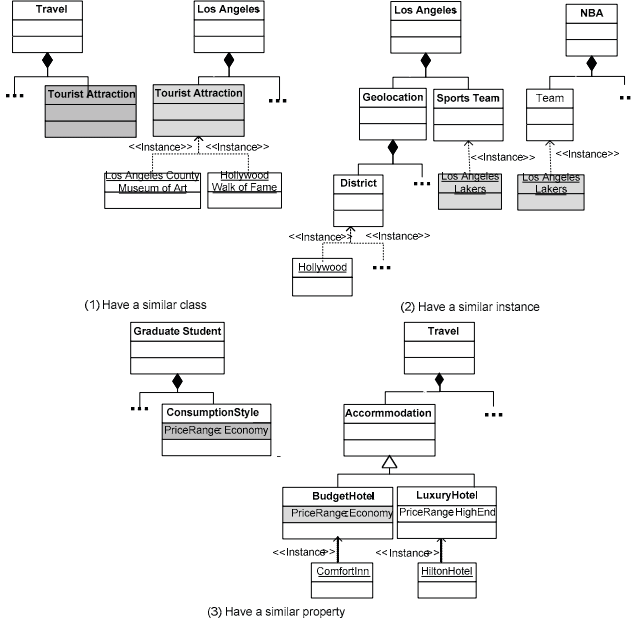 Travel
Los Angeles
Los Angeles
NBA
...
Tourist Attraction
Tourist Attraction
...
Geolocation
Sports Team
Team
...
<<Instance>>
<<Instance>>
<<Instance>>
<<Instance>>
Los Angeles County
Museum of Art
Hollywood
Walk of Fame
District
...
Los Angeles
Lakers
Los Angeles
Lakers
<<Instance>>
<<Instance>>
Hollywood
...
(1) Have a similar class
(2) Have a similar instance
Graduate Student
Travel
...
ConsumptionStyle
PriceRange: Economy
Accormmodation
...
BudgetHotel
PriceRange:Economy
LuxuryHotel
PriceRange HighEnd
<<Instance>>
<<Instance>>
ComfortInn
HiltonHotel
(3) Have a similar property